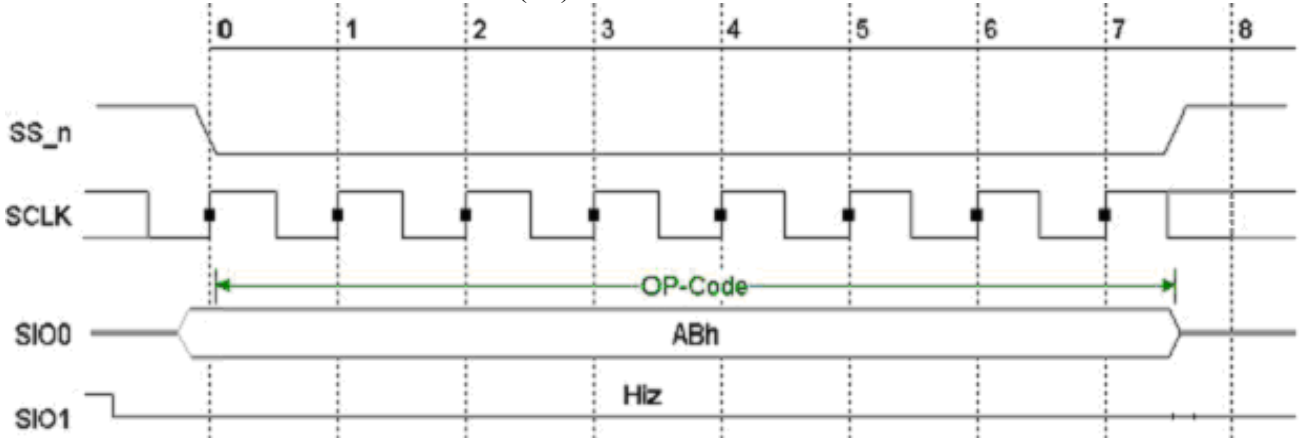 0 1 2 3 4 5 6 7 8
SS_n
SCLK
OP-Code
SIO0 ABh
Hiz
SIO1